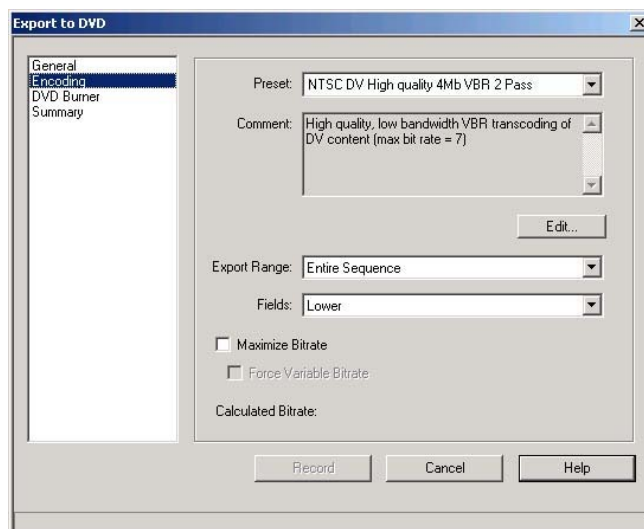 Export to DVD
General
Encoding
DVD Burner
Summary
Preset: NTSC DV High quality 4Mb VBR 2 Pass
Comment: High quality, low bandwidth VBR transcoding of
DV content (max bit rate = 7)
Edit...
Export Range: Entire Sequence
Fields: Lower
Maximize Bitrate
Force Variable Bitrate
Calculated Bitrate:
Record Cancel Help